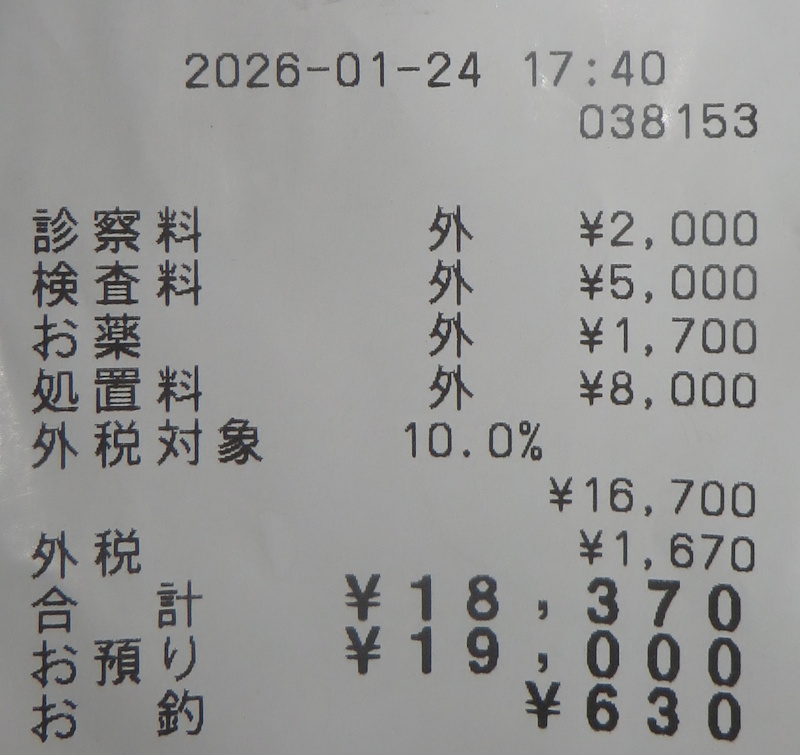 2026-01-24 17:40
038153
診察料 外 ¥2,000
検査料 外 ¥5,000
お薬 外 ¥1,700
処置料 外 ¥8,000
外税対象 10.0%
¥16,700
外税 ¥1,670
合計 ¥18,370
お預り ¥19,000
お釣 ¥630